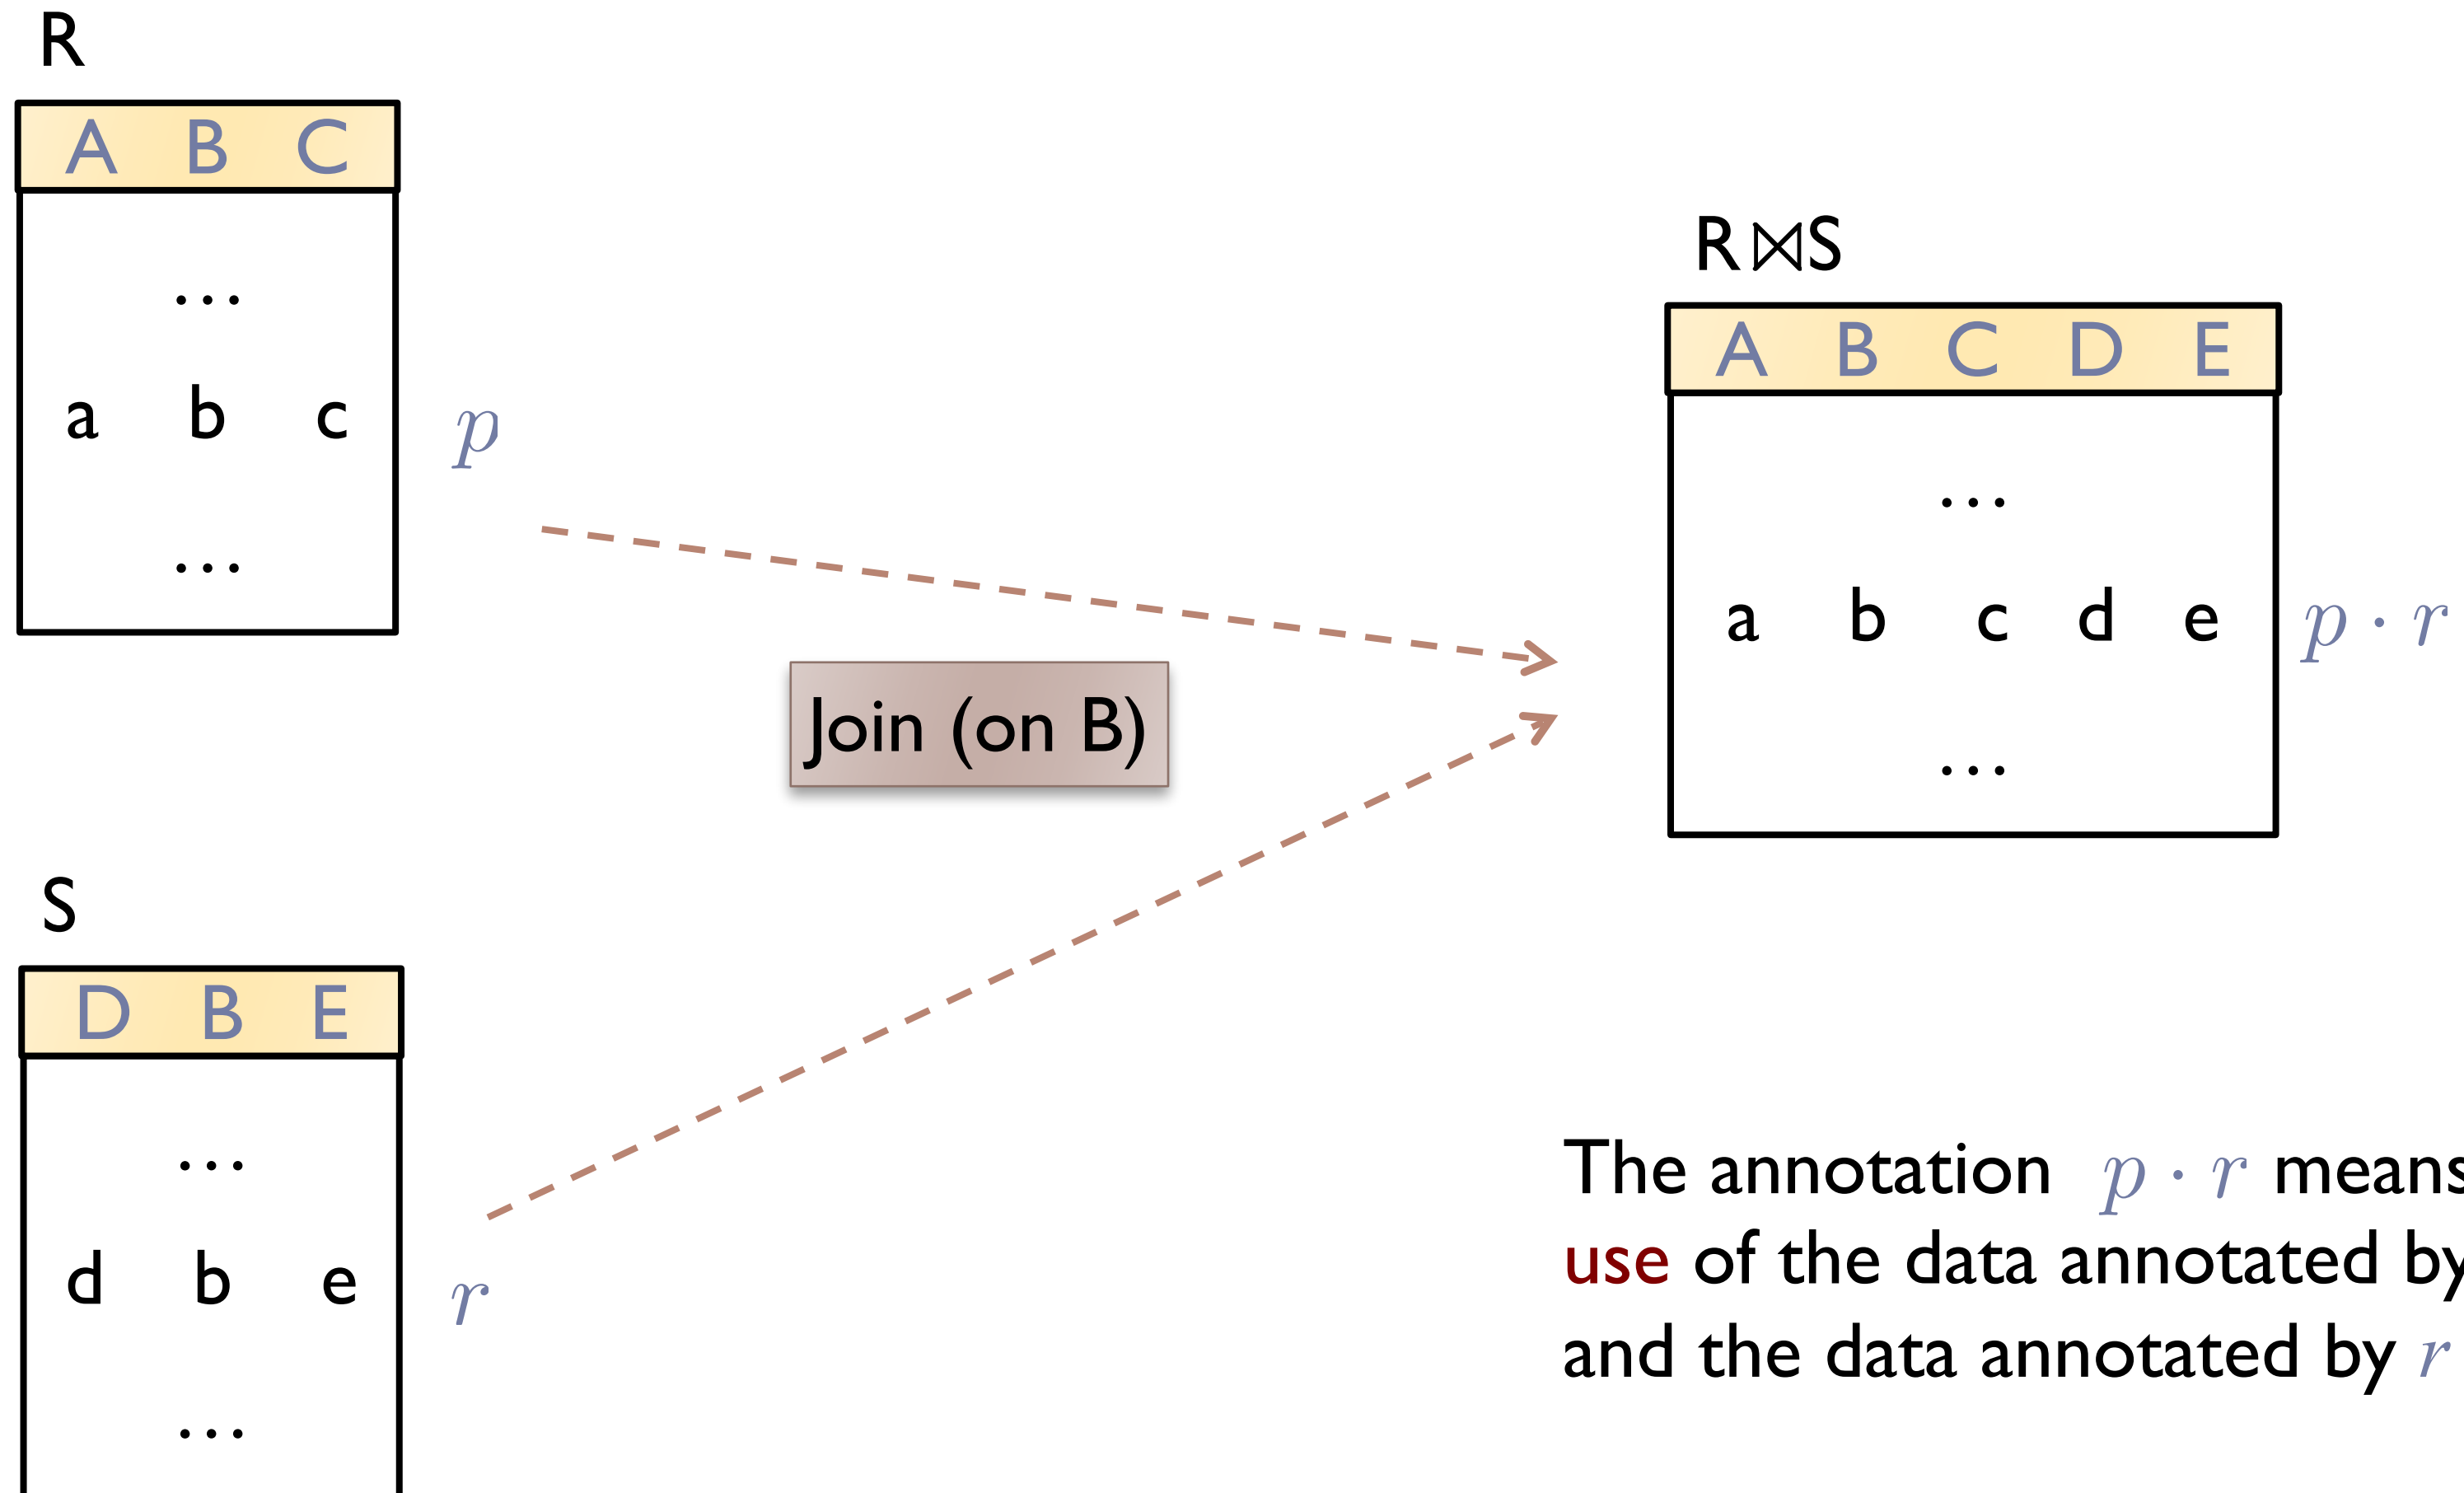 R
A B C
...
a b c p
...
Join (on B)
S
D B E
...
d b e r
...
R⋈S
A B C D E
...
a b c d e p · r
...
The annotation p · r means
use of the data annotated by
and the data annotated by r